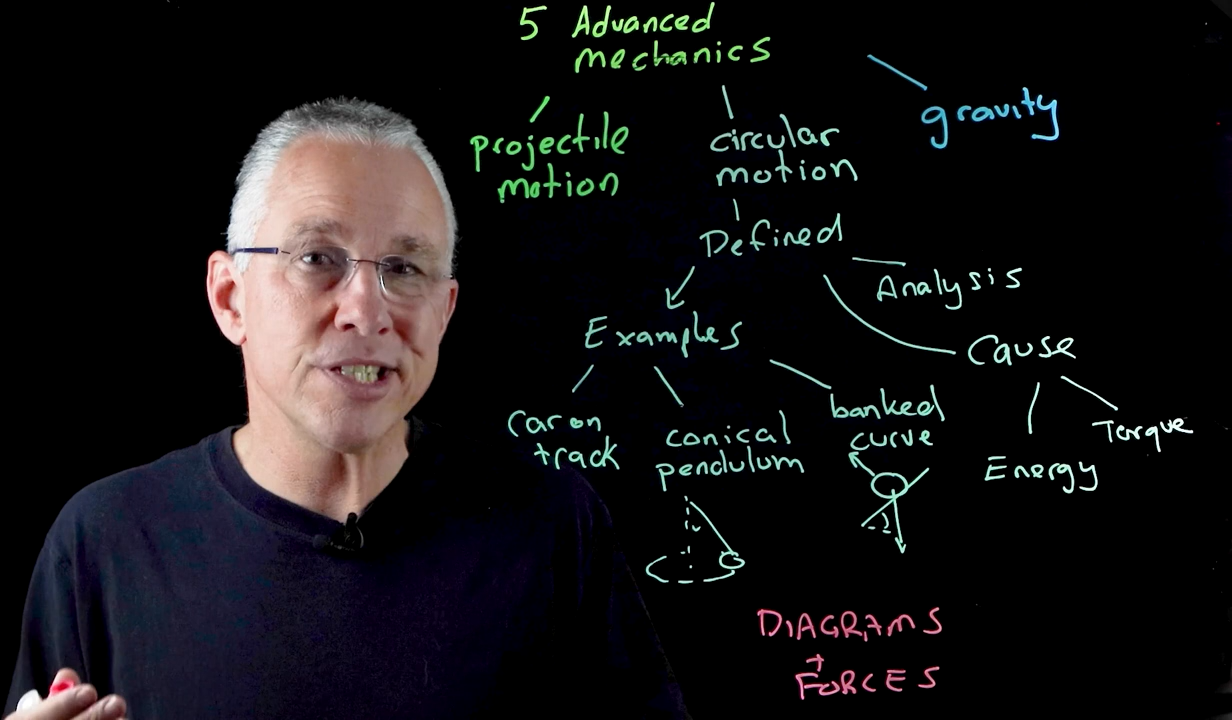 5 Advanced
mechanics
projectile
motion
circular
motion
gravity
Defined
Analysis
Examples
Cause
car on
track
conical
pendulum
banked
curve
Energy
Torque
DIAGRAMS
+
FORCES